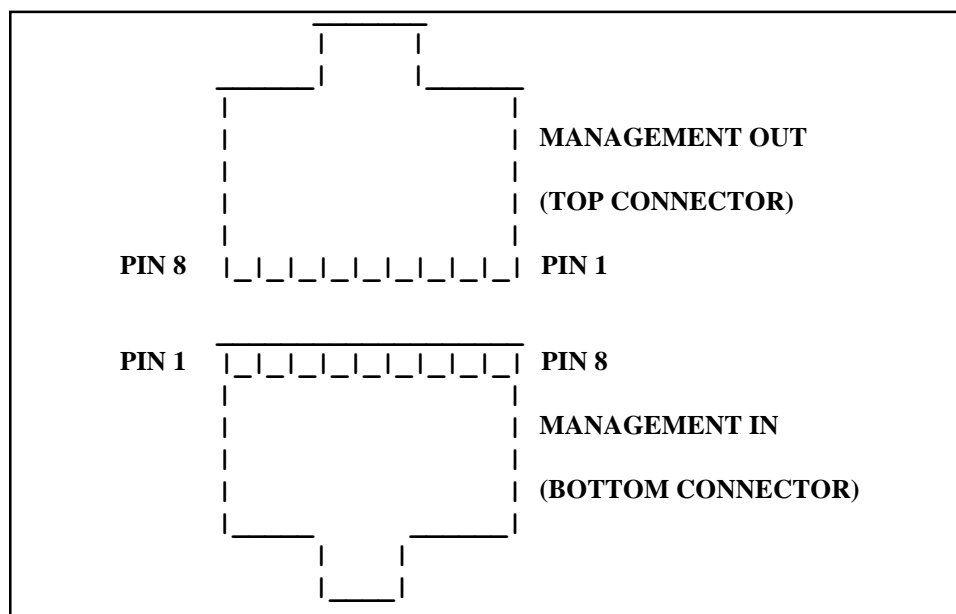 MANAGEMENT OUT
(TOP CONNECTOR)
PIN 8 PIN 1
PIN 1 PIN 8
MANAGEMENT IN
(BOTTOM CONNECTOR)